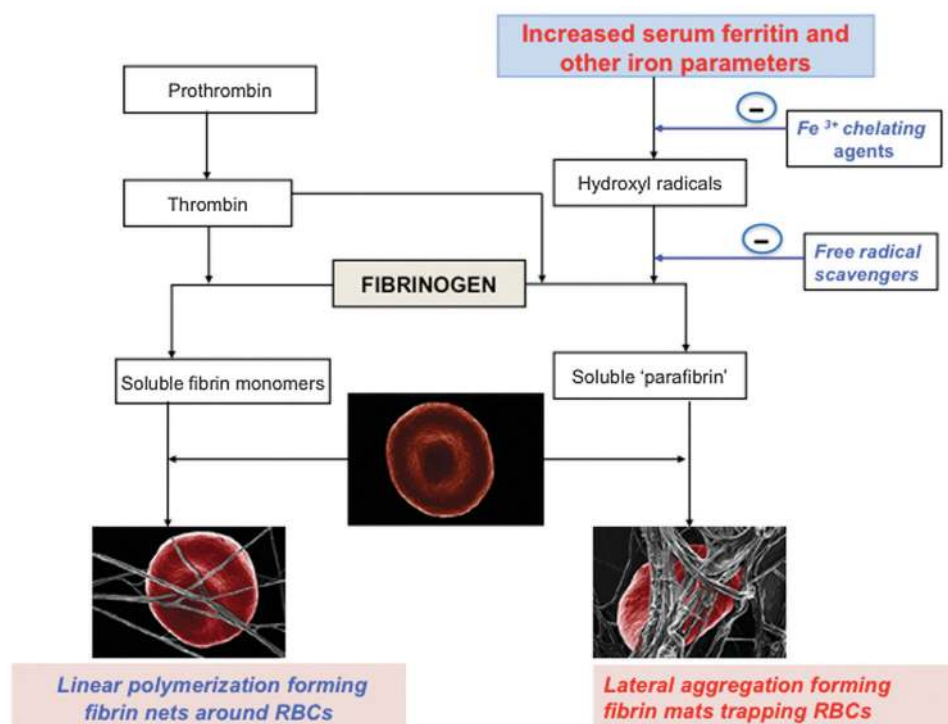 Increased serum ferritin and
other iron parameters
Prothrombin
−
Fe ³⁺ chelating
agents
Hydroxyl radicals
Thrombin
−
Free radical
scavengers
FIBRINOGEN
Soluble fibrin monomers
Soluble ‘parafibrin’
Linear polymerization forming
fibrin nets around RBCs
Lateral aggregation forming
fibrin mats trapping RBCs